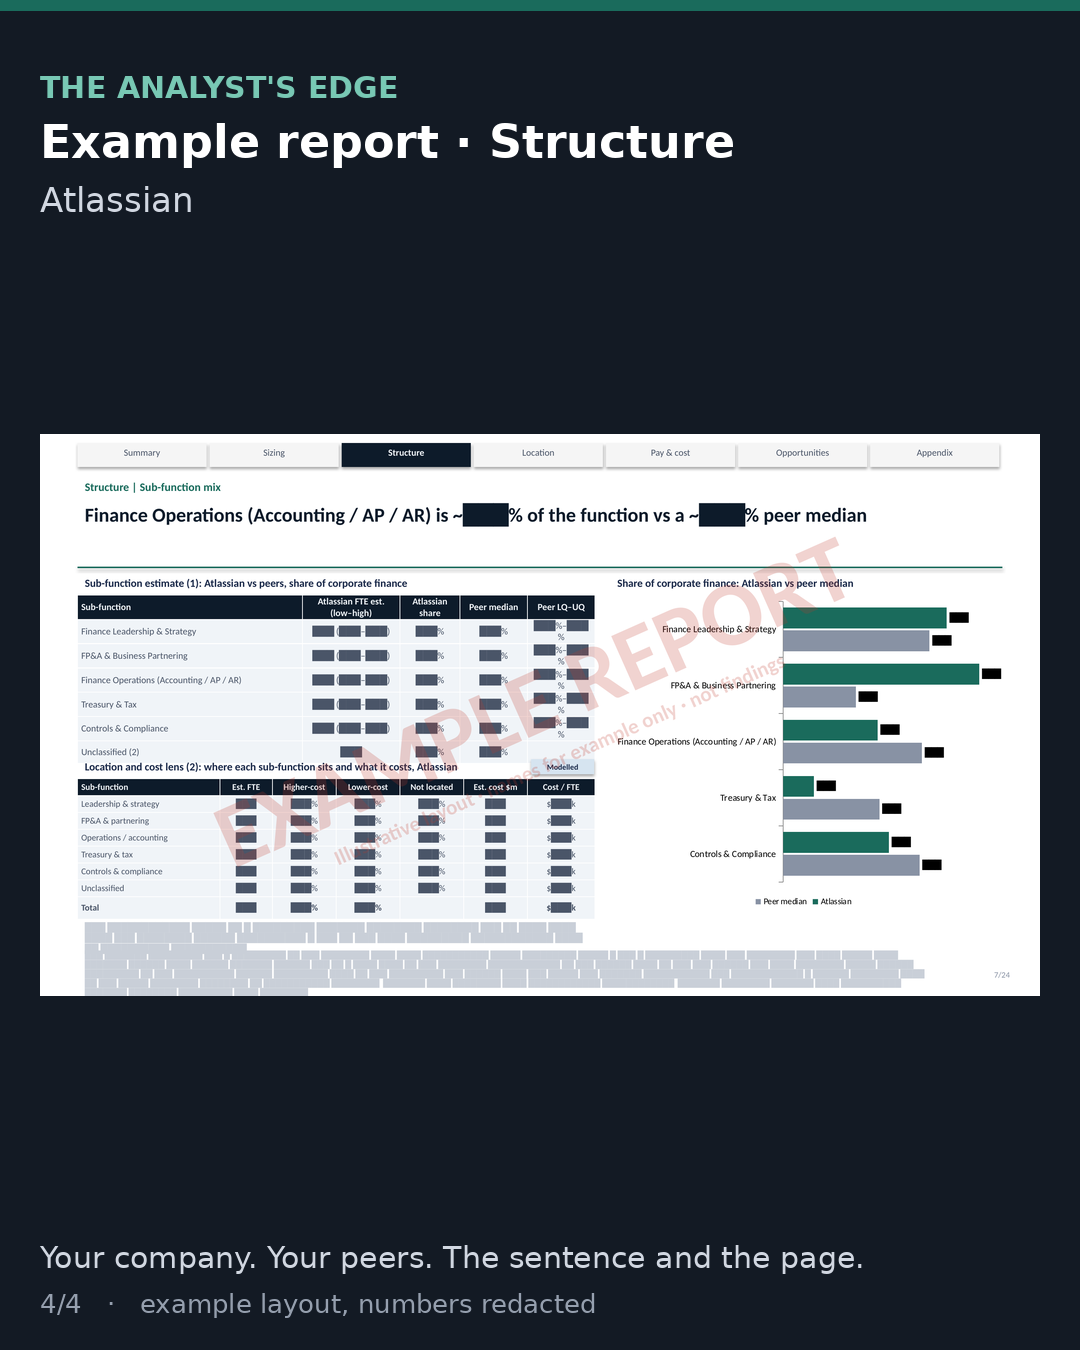 THE ANALYST'S EDGE
Example report · Structure
Atlassian
Summary
Sizing
Structure
Location
Pay & cost
Opportunities
Appendix
Structure | Sub-function mix
Finance Operations (Accounting / AP / AR) is ~ % of the function vs a ~ % peer median
Sub-function estimate (1): Atlassian vs peers, share of corporate finance
Sub-function
Atlassian FTE est. (low–high)
Atlassian share
Peer median
Peer LQ–UQ
Finance Leadership & Strategy ( – ) % % %– %
FP&A & Business Partnering ( – ) % % %– %
Finance Operations (Accounting / AP / AR) ( – ) % % %– %
Treasury & Tax ( – ) % % %– %
Controls & Compliance ( – ) % % %– %
Unclassified (2) % %
Location and cost lens (2): where each sub-function sits and what it costs, Atlassian
Modelled
Sub-function Est. FTE Higher-cost Lower-cost Not located Est. cost $m Cost / FTE
Leadership & strategy % % % $ k
FP&A & partnering % % % $ k
Operations / accounting % % % $ k
Treasury & tax % % % $ k
Controls & compliance % % % $ k
Unclassified % % % $ k
Total % % $ k
Share of corporate finance: Atlassian vs peer median
Finance Leadership & Strategy
FP&A & Business Partnering
Finance Operations (Accounting / AP / AR)
Treasury & Tax
Controls & Compliance
Peer median
Atlassian
EXAMPLE REPORT
Illustrative layout · names for example only · not findings
7/24
Your company. Your peers. The sentence and the page.
4/4 · example layout, numbers redacted